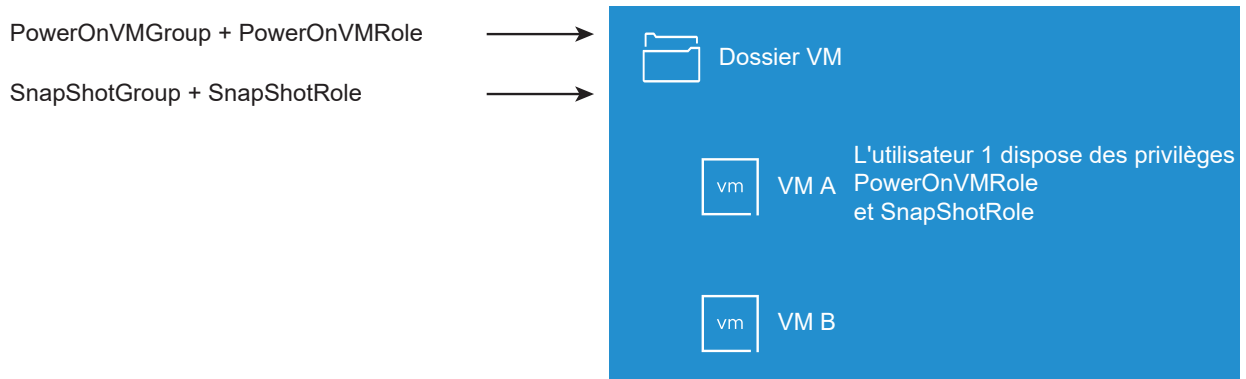 PowerOnVMGroup + PowerOnVMRole
SnapShotGroup + SnapShotRole
Dossier VM
vm
VM A
L'utilisateur 1 dispose des privilèges
PowerOnVMRole
et SnapShotRole
vm
VM B